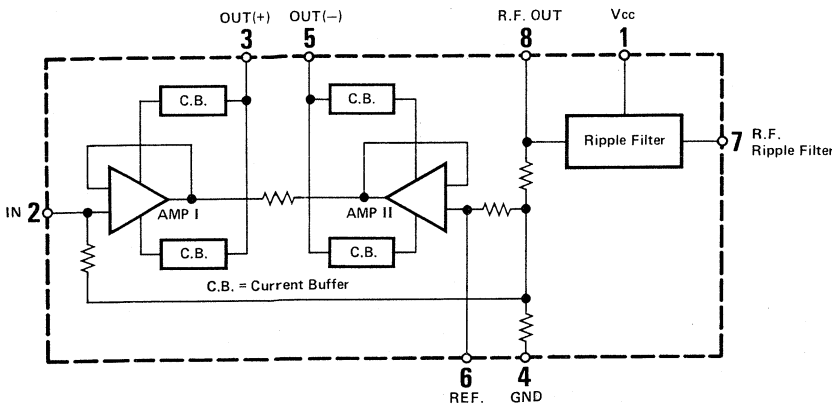 OUT(+)
OUT(−)
R.F. OUT
Vcc
3
5
8
1
C.B.
C.B.
Ripple Filter
7
R.F.
Ripple Filter
IN 2
AMP I
AMP II
C.B.
C.B.
C.B. = Current Buffer
6
4
REF.
GND